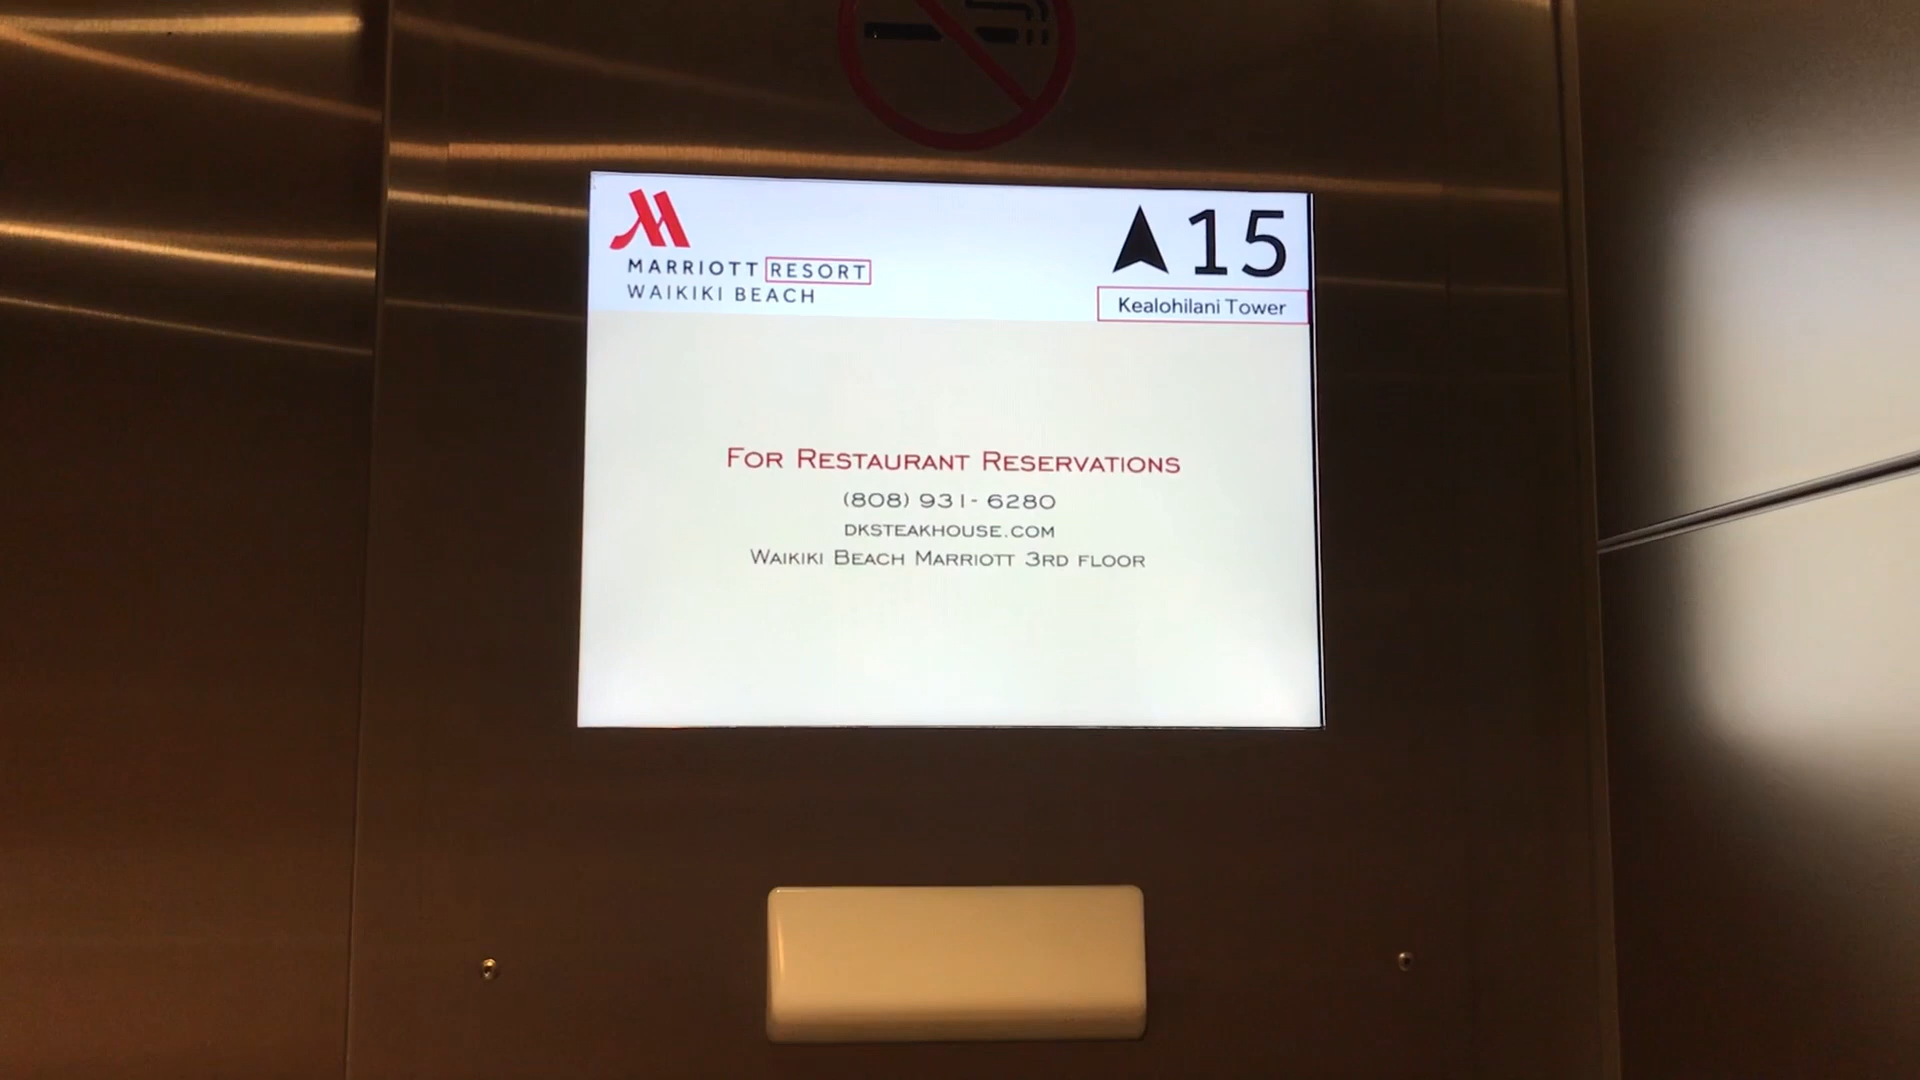 MARRIOTT RESORT
WAIKIKI BEACH
15
Kealohilani Tower
FOR RESTAURANT RESERVATIONS
(808) 931- 6280
DKSTEAKHOUSE.COM
WAIKIKI BEACH MARRIOTT 3RD FLOOR